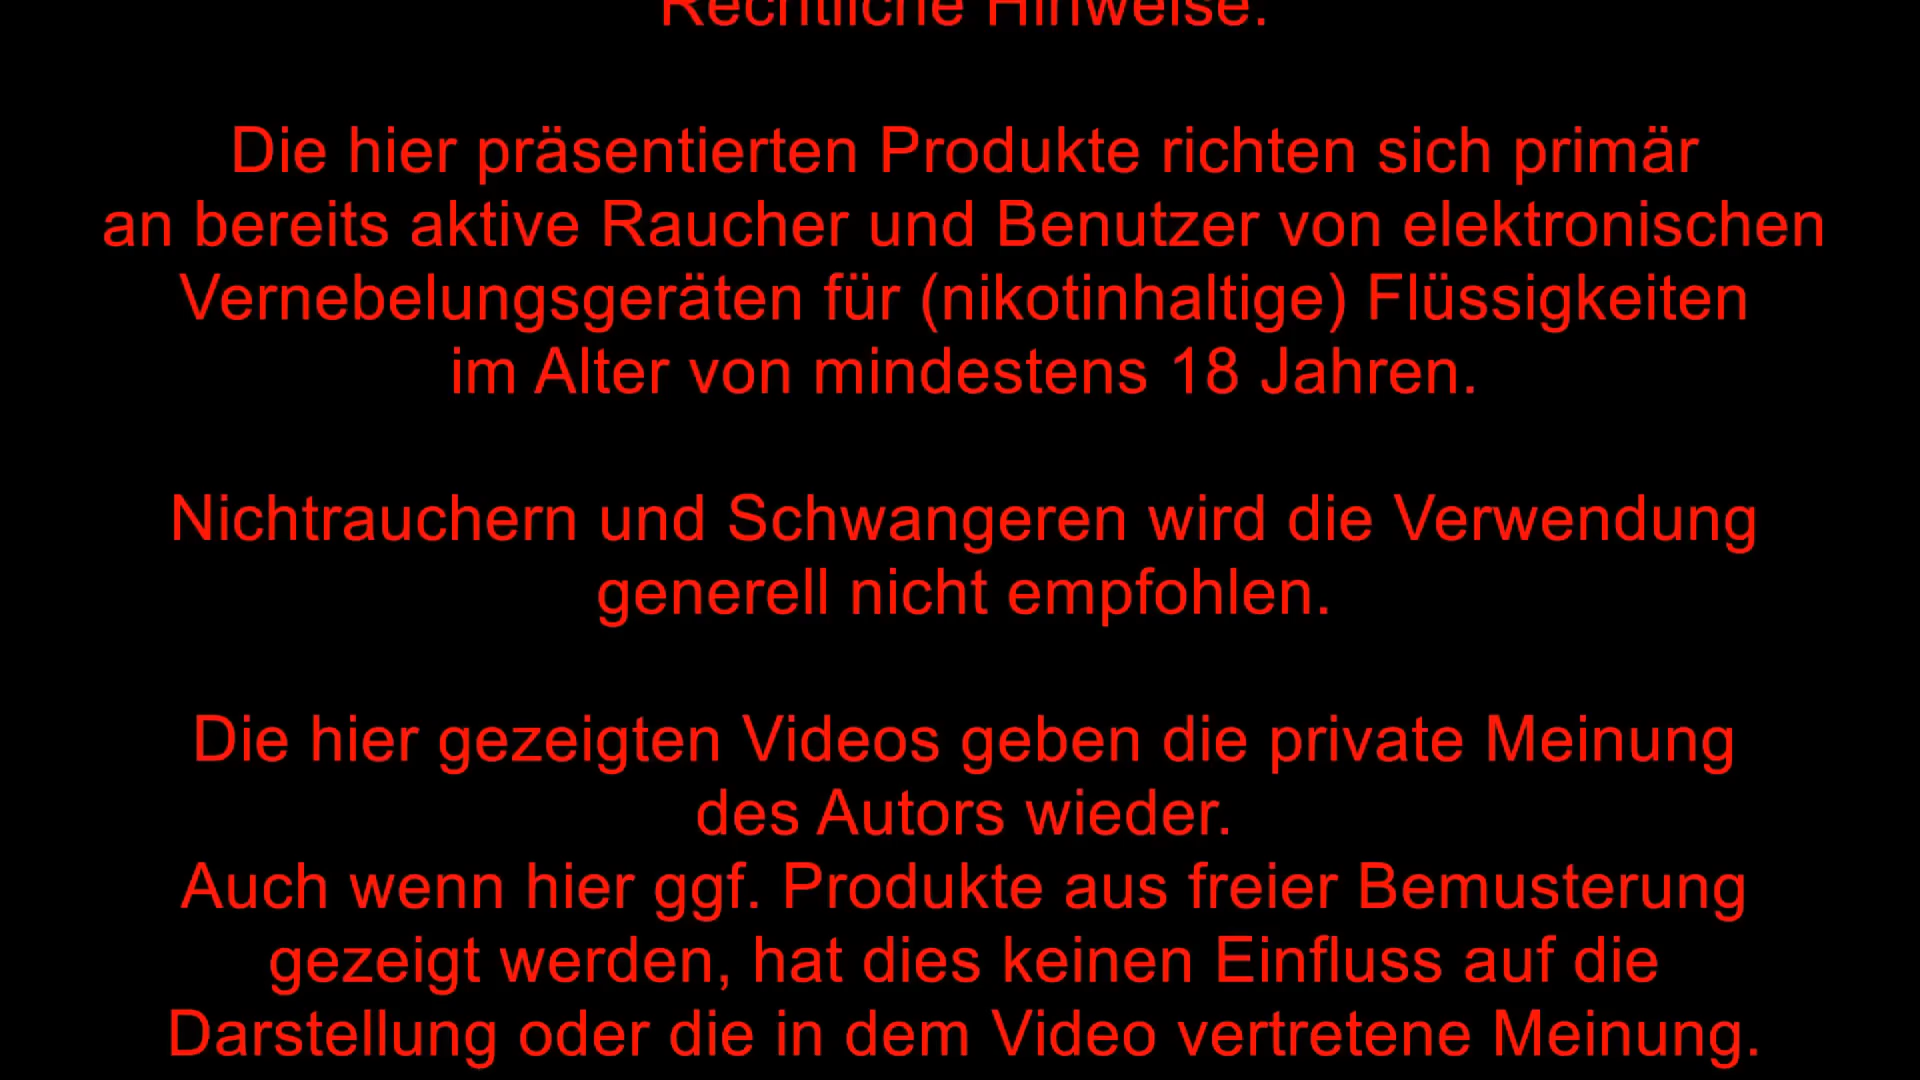 Rechtliche Hinweise:
Die hier präsentierten Produkte richten sich primär
an bereits aktive Raucher und Benutzer von elektronischen
Vernebelungsgeräten für (nikotinhaltige) Flüssigkeiten
im Alter von mindestens 18 Jahren.
Nichtrauchern und Schwangeren wird die Verwendung
generell nicht empfohlen.
Die hier gezeigten Videos geben die private Meinung
des Autors wieder.
Auch wenn hier ggf. Produkte aus freier Bemusterung
gezeigt werden, hat dies keinen Einfluss auf die
Darstellung oder die in dem Video vertretene Meinung.